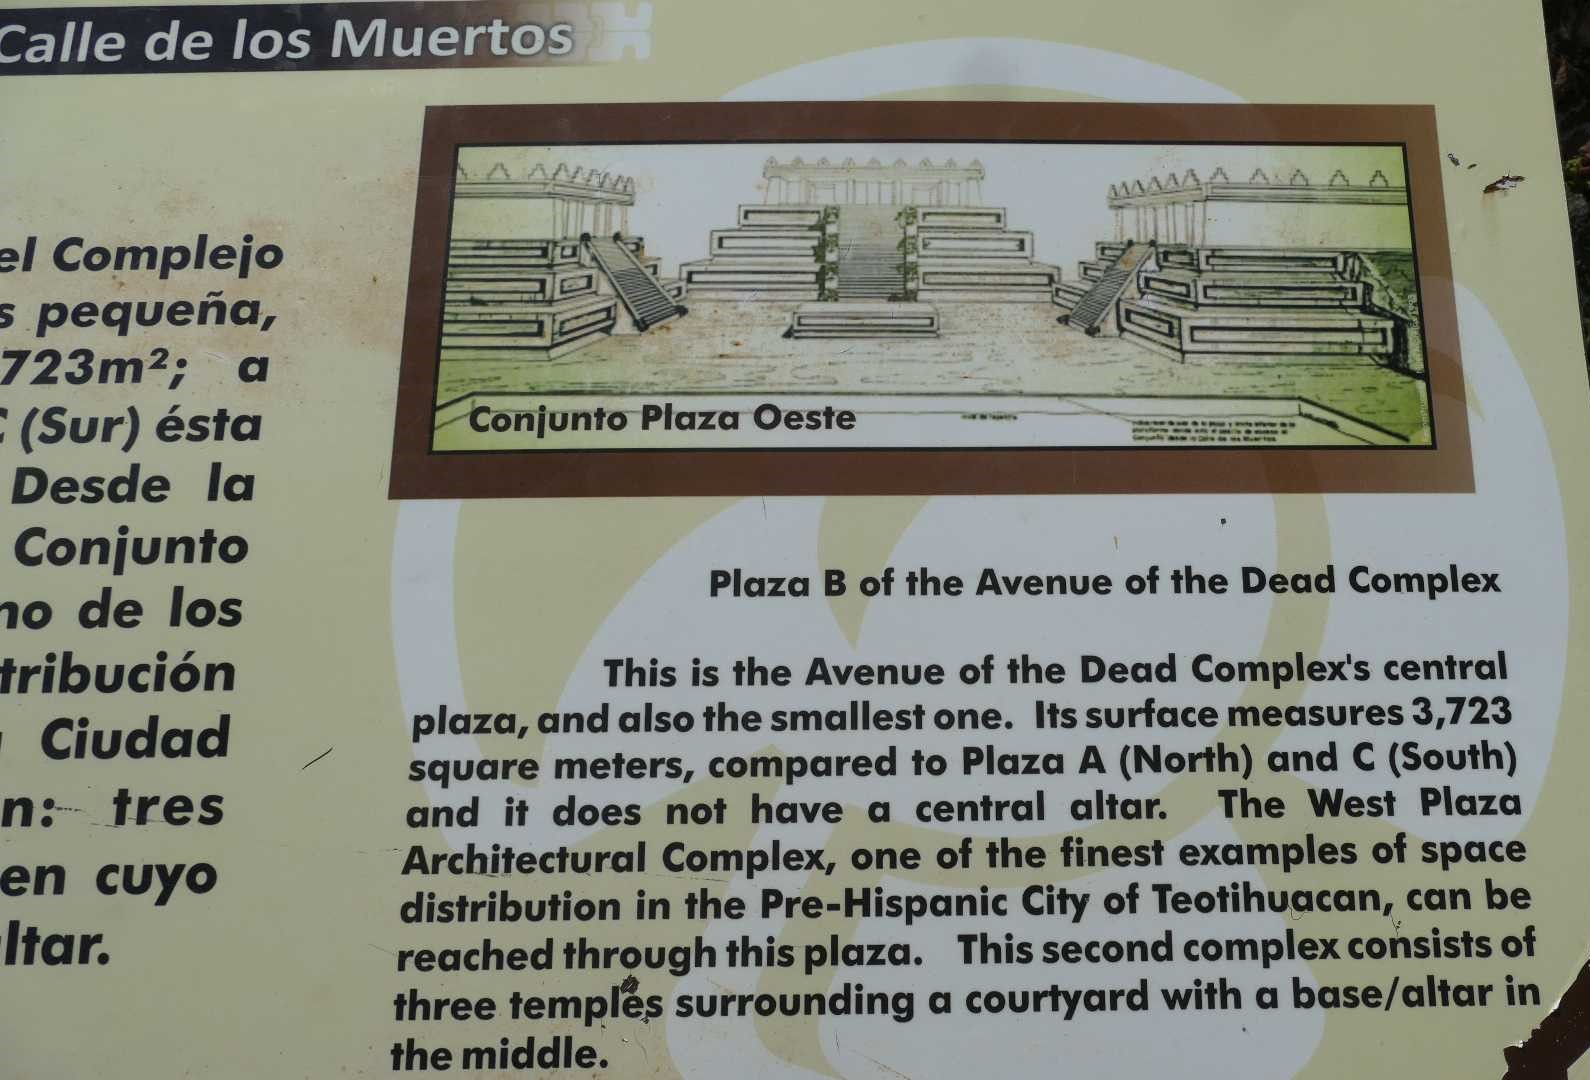 Calle de los Muertos
el Complejo
s pequeña,
723m²; a
C (Sur) ésta
Desde la
Conjunto
no de los
tribución
Ciudad
n: tres
en cuyo
ltar.
Conjunto Plaza Oeste
Plaza B of the Avenue of the Dead Complex
This is the Avenue of the Dead Complex's central
plaza, and also the smallest one. Its surface measures 3,723
square meters, compared to Plaza A (North) and C (South)
and it does not have a central altar. The West Plaza
Architectural Complex, one of the finest examples of space
distribution in the Pre-Hispanic City of Teotihuacan, can be
reached through this plaza. This second complex consists of
three temples surrounding a courtyard with a base/altar in
the middle.